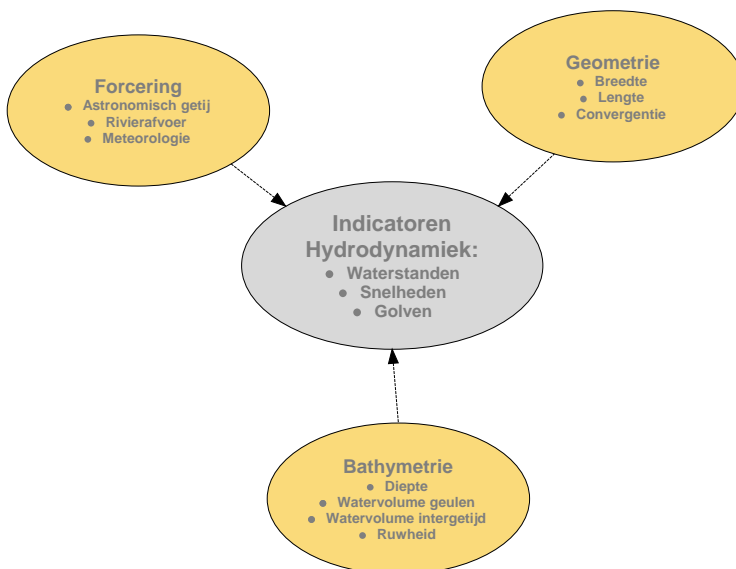 Forcering
● Astronomisch getij
● Rivierafvoer
● Meteorologie
Geometrie
● Breedte
● Lengte
● Convergentie
Indicatoren
Hydrodynamiek:
● Waterstanden
● Snelheden
● Golven
Bathymetrie
● Diepte
● Watervolume geulen
● Watervolume intergetijd
● Ruwheid